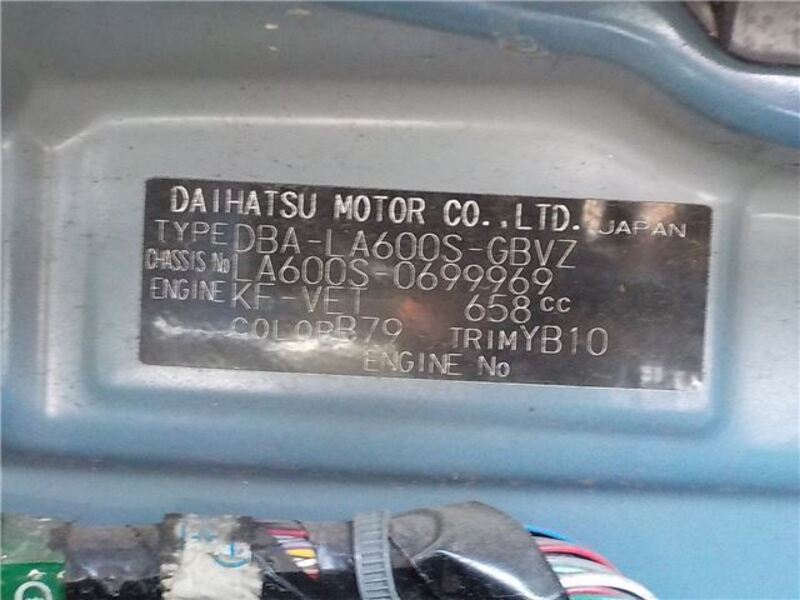 DAIHATSU MOTOR CO.,LTD. JAPAN
TYPE DBA-LA600S-GBVZ
CHASSIS No LA600S-0699969
ENGINE KF-VET 658 CC
COLOR B79 TRIM YB10
ENGINE No